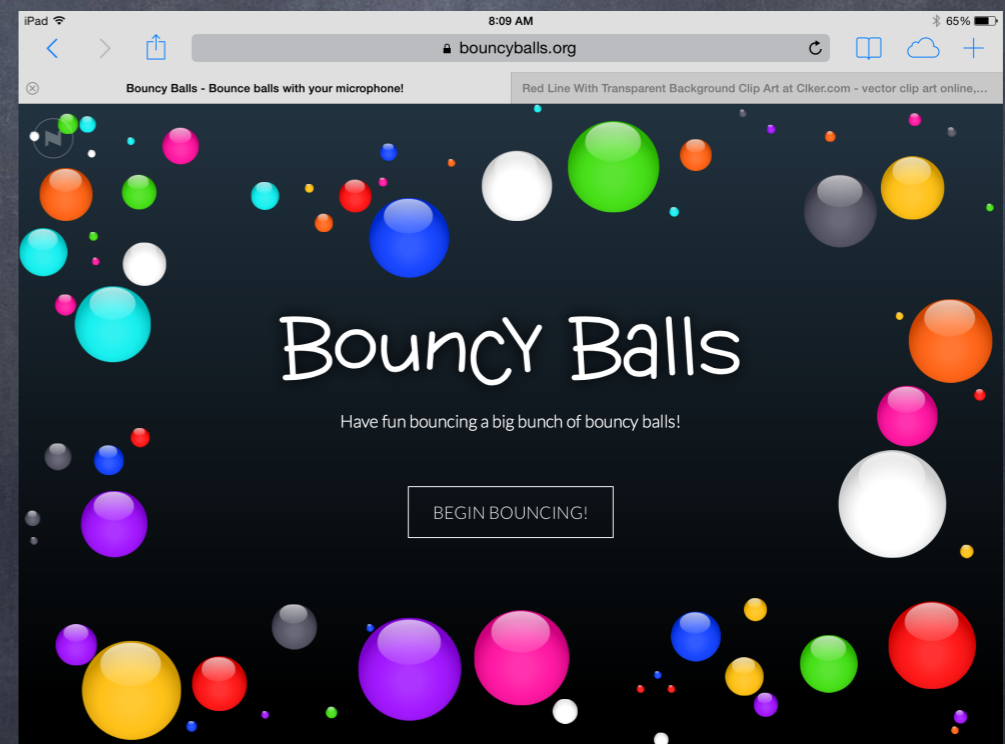 iPad 8:09 AM 65%
bouncyballs.org
Bouncy Balls - Bounce balls with your microphone! Red Line With Transparent Background Clip Art at Clker.com - vector clip art online,...
N
Bouncy Balls
Have fun bouncing a big bunch of bouncy balls!
BEGIN BOUNCING!